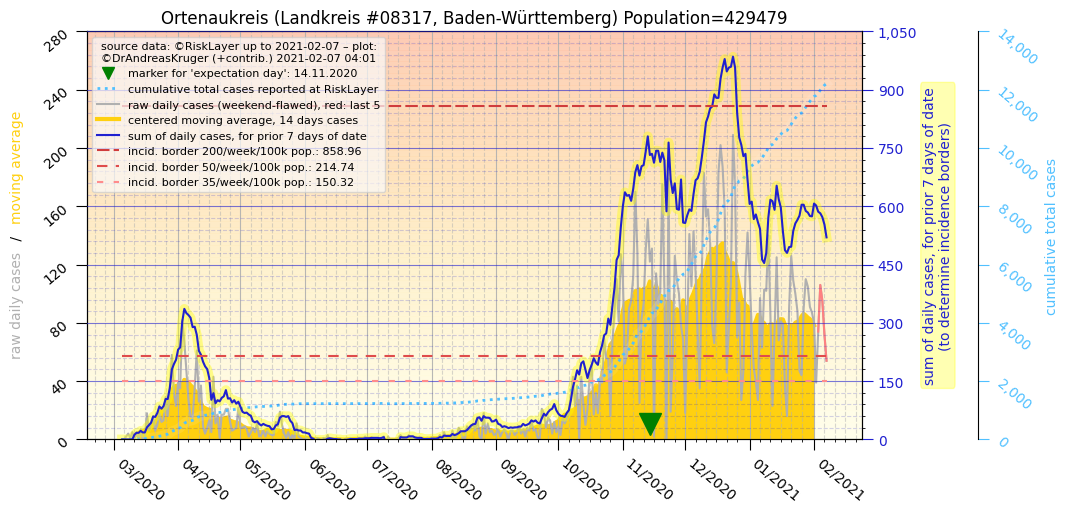 Ortenaukreis (Landkreis #08317, Baden-Württemberg) Population=429479
source data: ©RiskLayer up to 2021-02-07 – plot:
©DrAndreasKruger (+contrib.) 2021-02-07 04:01
marker for 'expectation day': 14.11.2020
cumulative total cases reported at RiskLayer
raw daily cases (weekend-flawed), red: last 5
centered moving average, 14 days cases
sum of daily cases, for prior 7 days of date
incid. border 200/week/100k pop.: 858.96
incid. border 50/week/100k pop.: 214.74
incid. border 35/week/100k pop.: 150.32
raw daily cases / moving average
280
240
200
160
120
80
40
0
03/2020
04/2020
05/2020
06/2020
07/2020
08/2020
09/2020
10/2020
11/2020
12/2020
01/2021
02/2021
1,050
900
750
600
450
300
150
0
sum of daily cases, for prior 7 days of date
(to determine incidence borders)
14,000
12,000
10,000
8,000
6,000
4,000
2,000
0
cumulative total cases